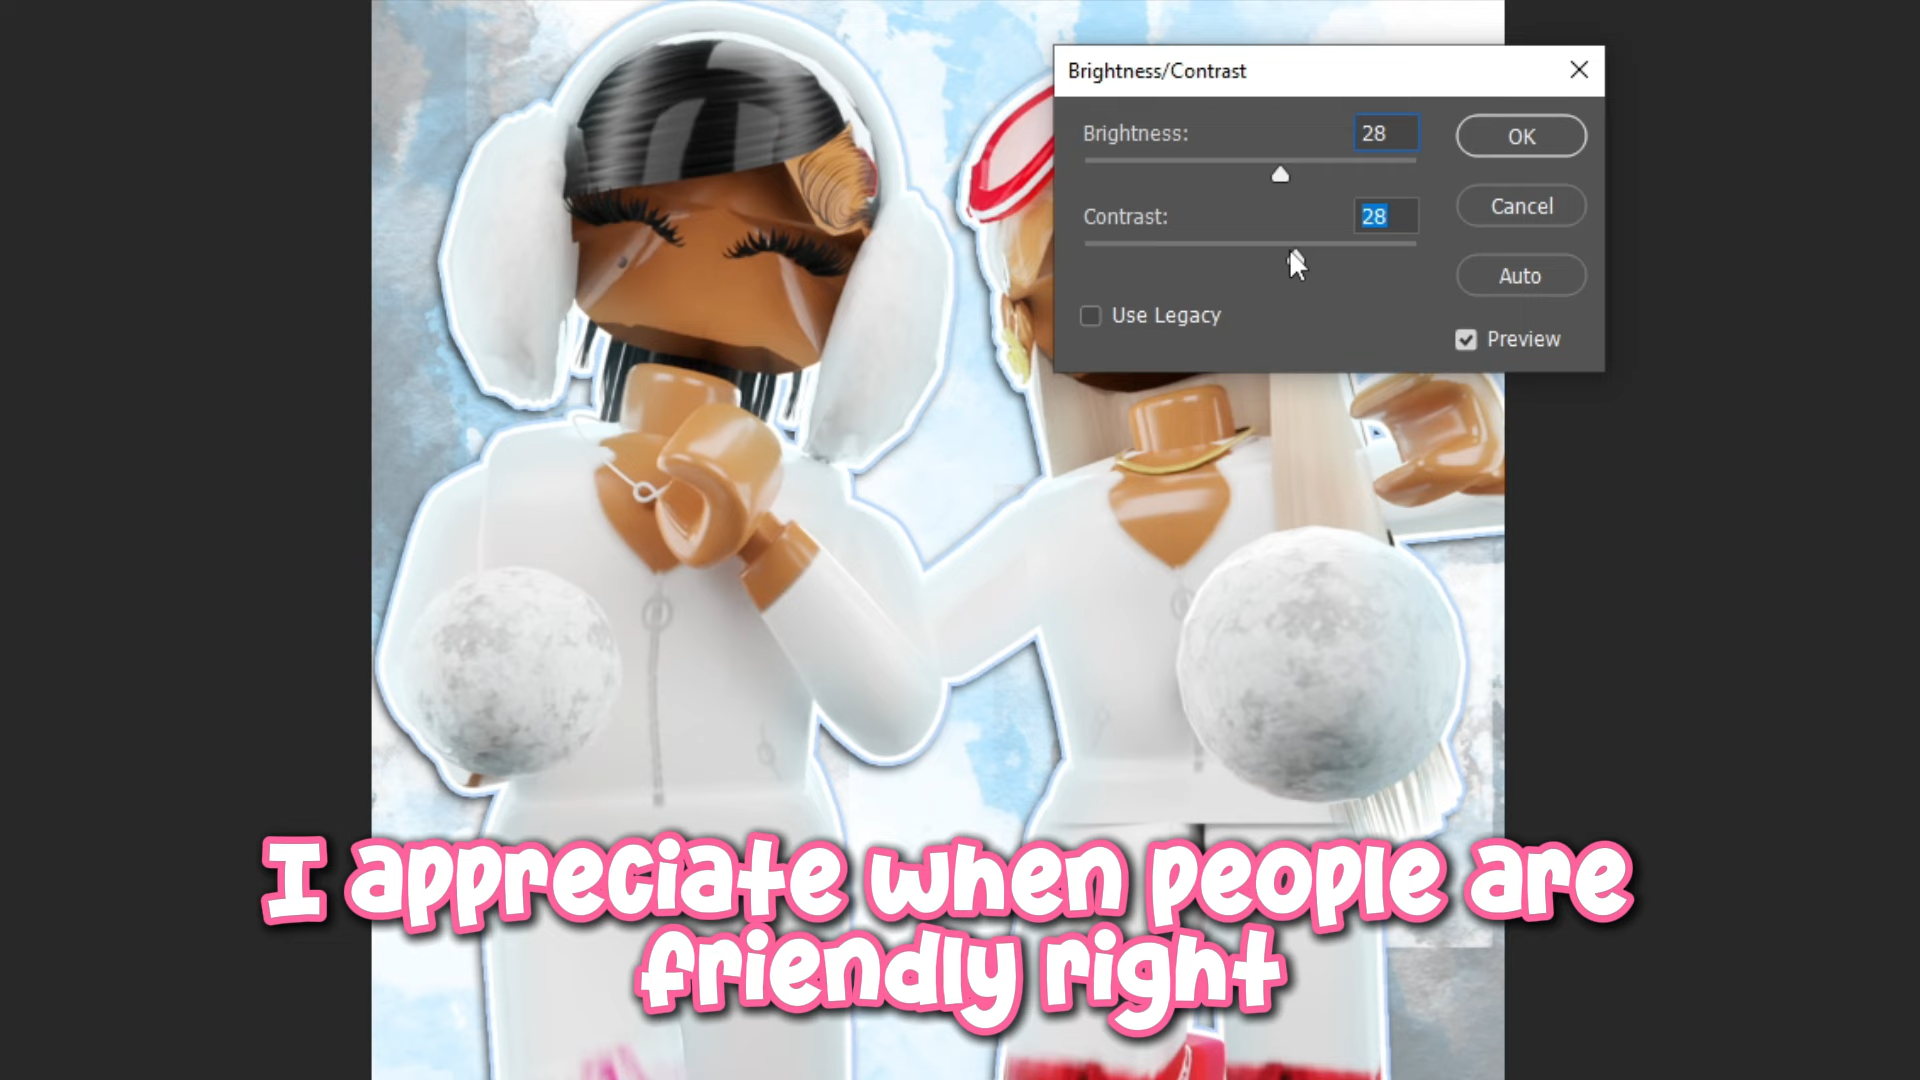 Brightness/Contrast
Brightness: 28
OK
Contrast: 28
Cancel
Auto
Use Legacy
Preview
I appreciate when people are
friendly right